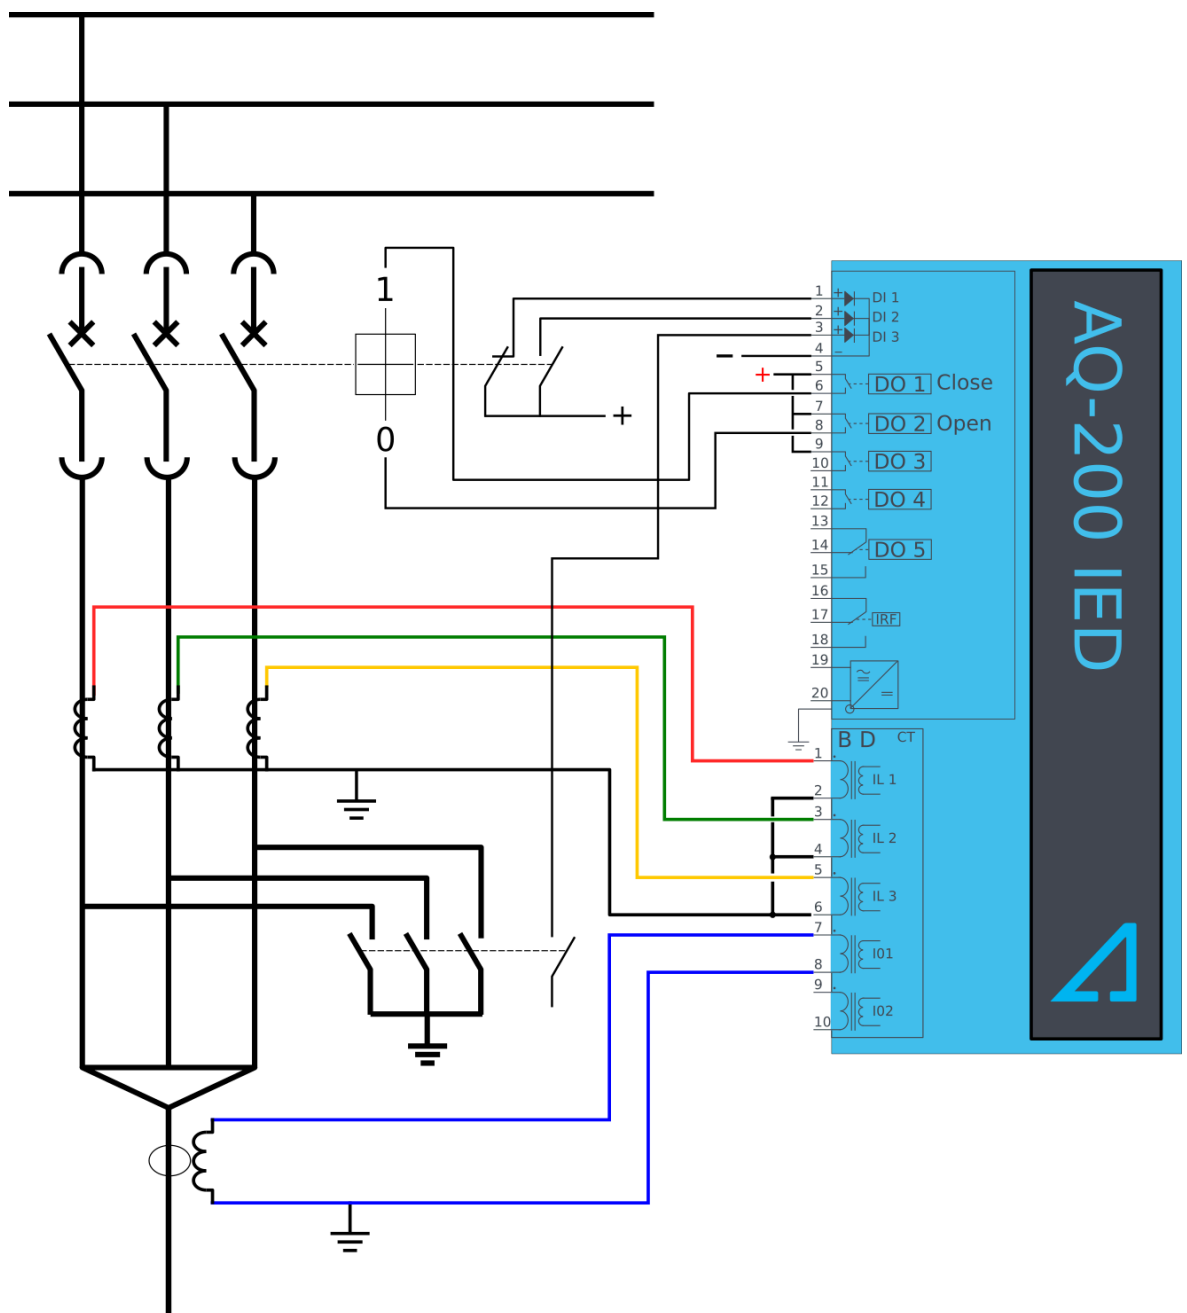 1
0
+
−
+
1 + DI 1
2 + DI 2
3 + DI 3
4 −
5
6 DO 1 Close
7
8 DO 2 Open
9
10 DO 3
11
12 DO 4
13
14 DO 5
15
16
17 IRF
18
19
20
B D CT
1
IL 1
2
3
IL 2
4
5
IL 3
6
7
I01
8
9
I02
10
AQ-200 IED